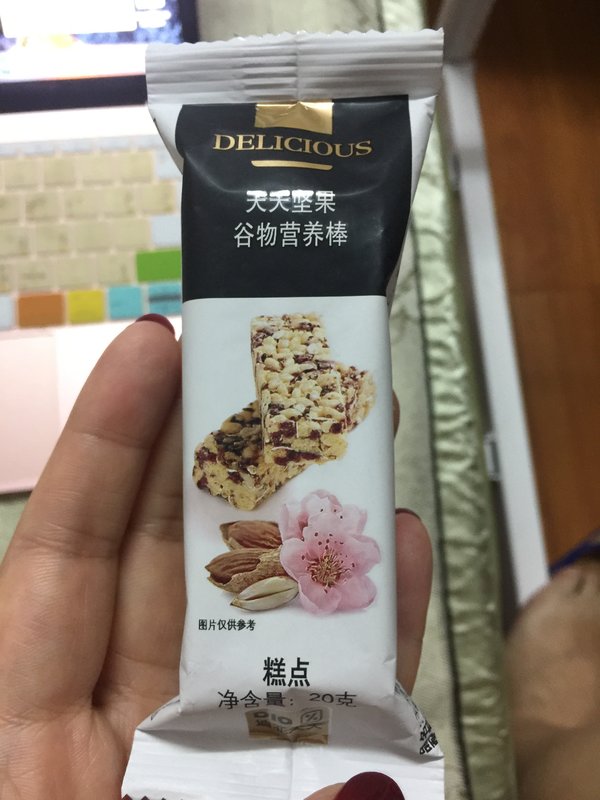 DELICIOUS
天天坚果
谷物营养棒
图片仅供参考
糕点
净含量：20克